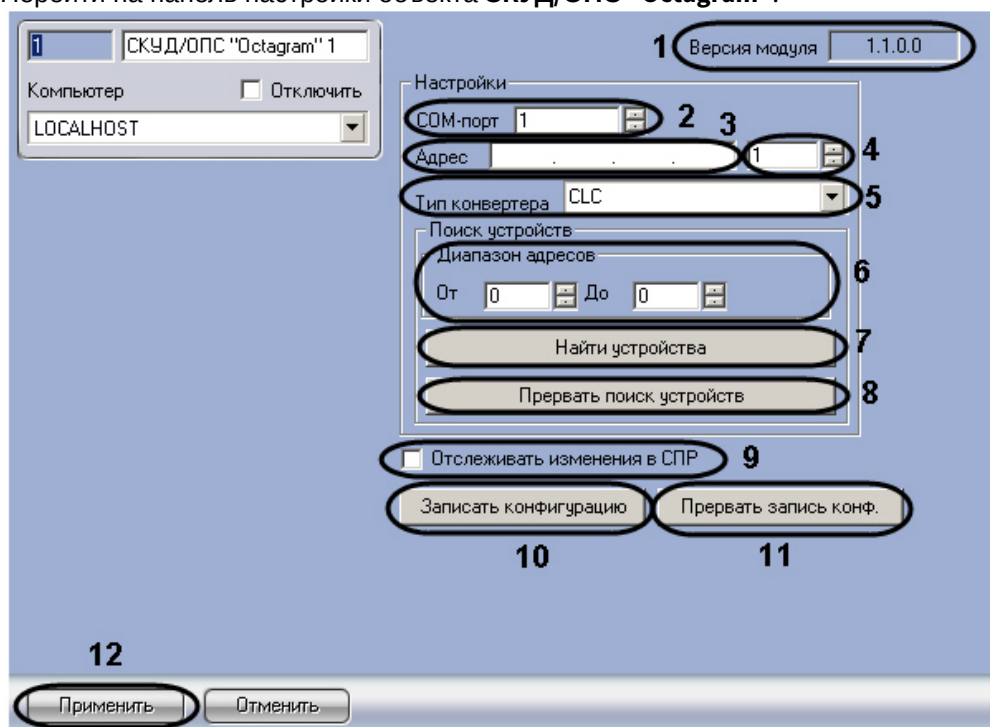 Перейти на панель настройки объекта СКУД/ОПС "Octagram".
1 СКУД/ОПС "Octagram" 1
Компьютер Отключить
LOCALHOST
1 Версия модуля 1.1.0.0
Настройки
COM-порт 1 2
3
Адрес . . . 1 4
Тип конвертера CLC 5
Поиск устройств
Диапазон адресов
6
От 0 До 0
Найти устройства 7
Прервать поиск устройств 8
Отслеживать изменения в СПР 9
Записать конфигурацию Прервать запись конф.
10 11
12
Применить Отменить